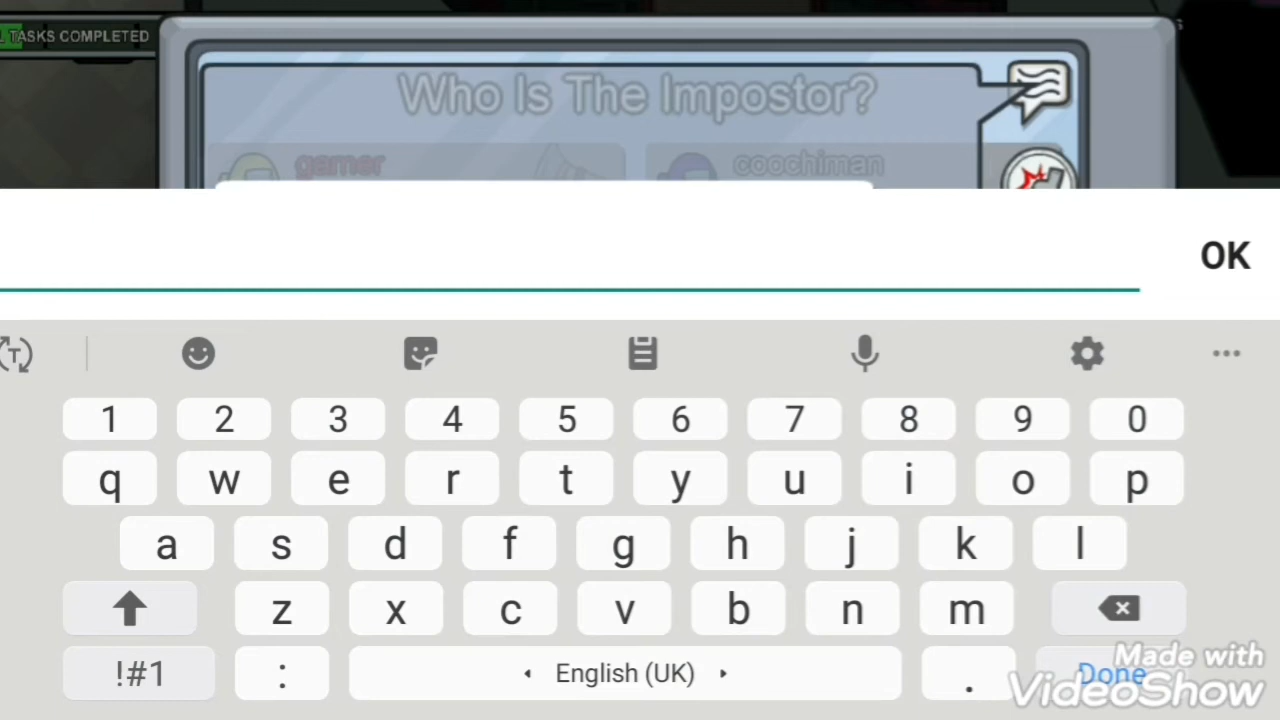 TASKS COMPLETED
Who Is The Impostor?
gamer coochiman
OK
T
1 2 3 4 5 6 7 8 9 0
q w e r t y u i o p
a s d f g h j k l
z x c v b n m
!#1 : English (UK) . Done
Made with
VideoShow